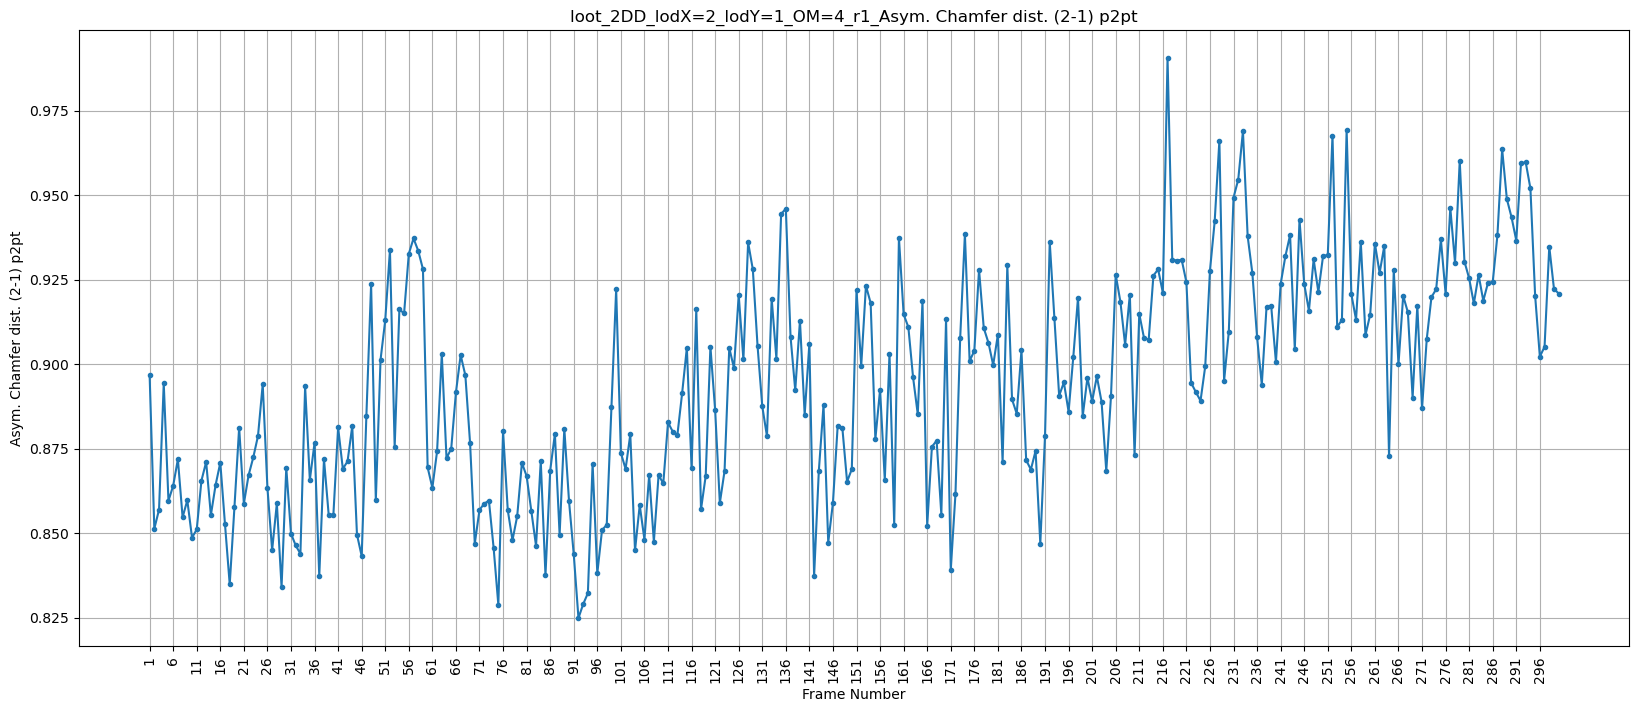 loot_2DD_lodX=2_lodY=1_OM=4_r1_Asym. Chamfer dist. (2-1) p2pt
Asym. Chamfer dist. (2-1) p2pt
0.975
0.950
0.925
0.900
0.875
0.850
0.825
1 6 11 16 21 26 31 36 41 46 51 56 61 66 71 76 81 86 91 96 101 106 111 116 121 126 131 136 141 146 151 156 161 166 171 176 181 186 191 196 201 206 211 216 221 226 231 236 241 246 251 256 261 266 271 276 281 286 291 296
Frame Number